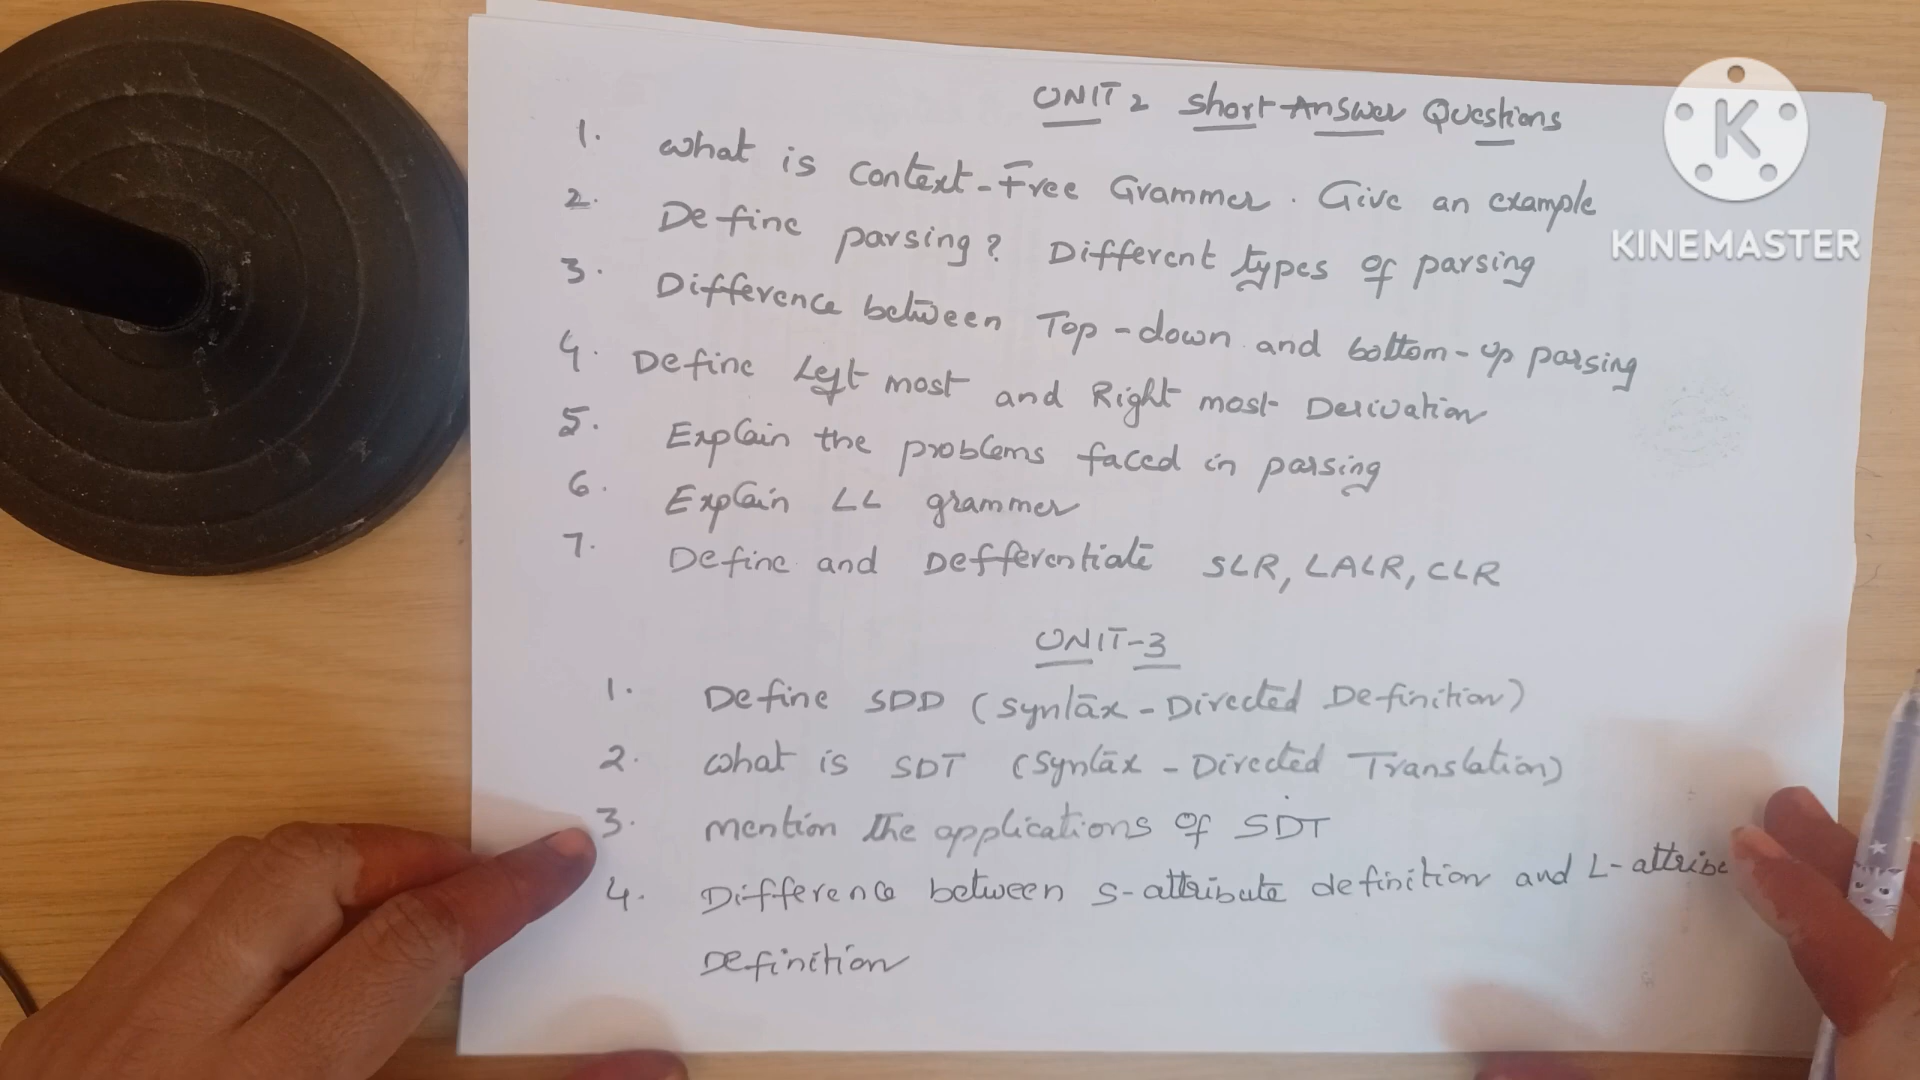 UNIT 2 Short Answer Questions
1. What is Context-Free Grammer. Give an example
2. Define parsing? Different types of parsing
3. Difference between Top-down and bottom-up parsing
4. Define Left most and Right most Derivation
5. Explain the problems faced in parsing
6. Explain LL grammer
7. Define and Defferentiate SLR, LALR, CLR
UNIT-3
1. Define SDD (Syntax-Directed Definition)
2. What is SDT (Syntax-Directed Translation)
3. mention the applications of SDT
4. Difference between S-attribute definition and L-attribe
Definition
K
KINEMASTER